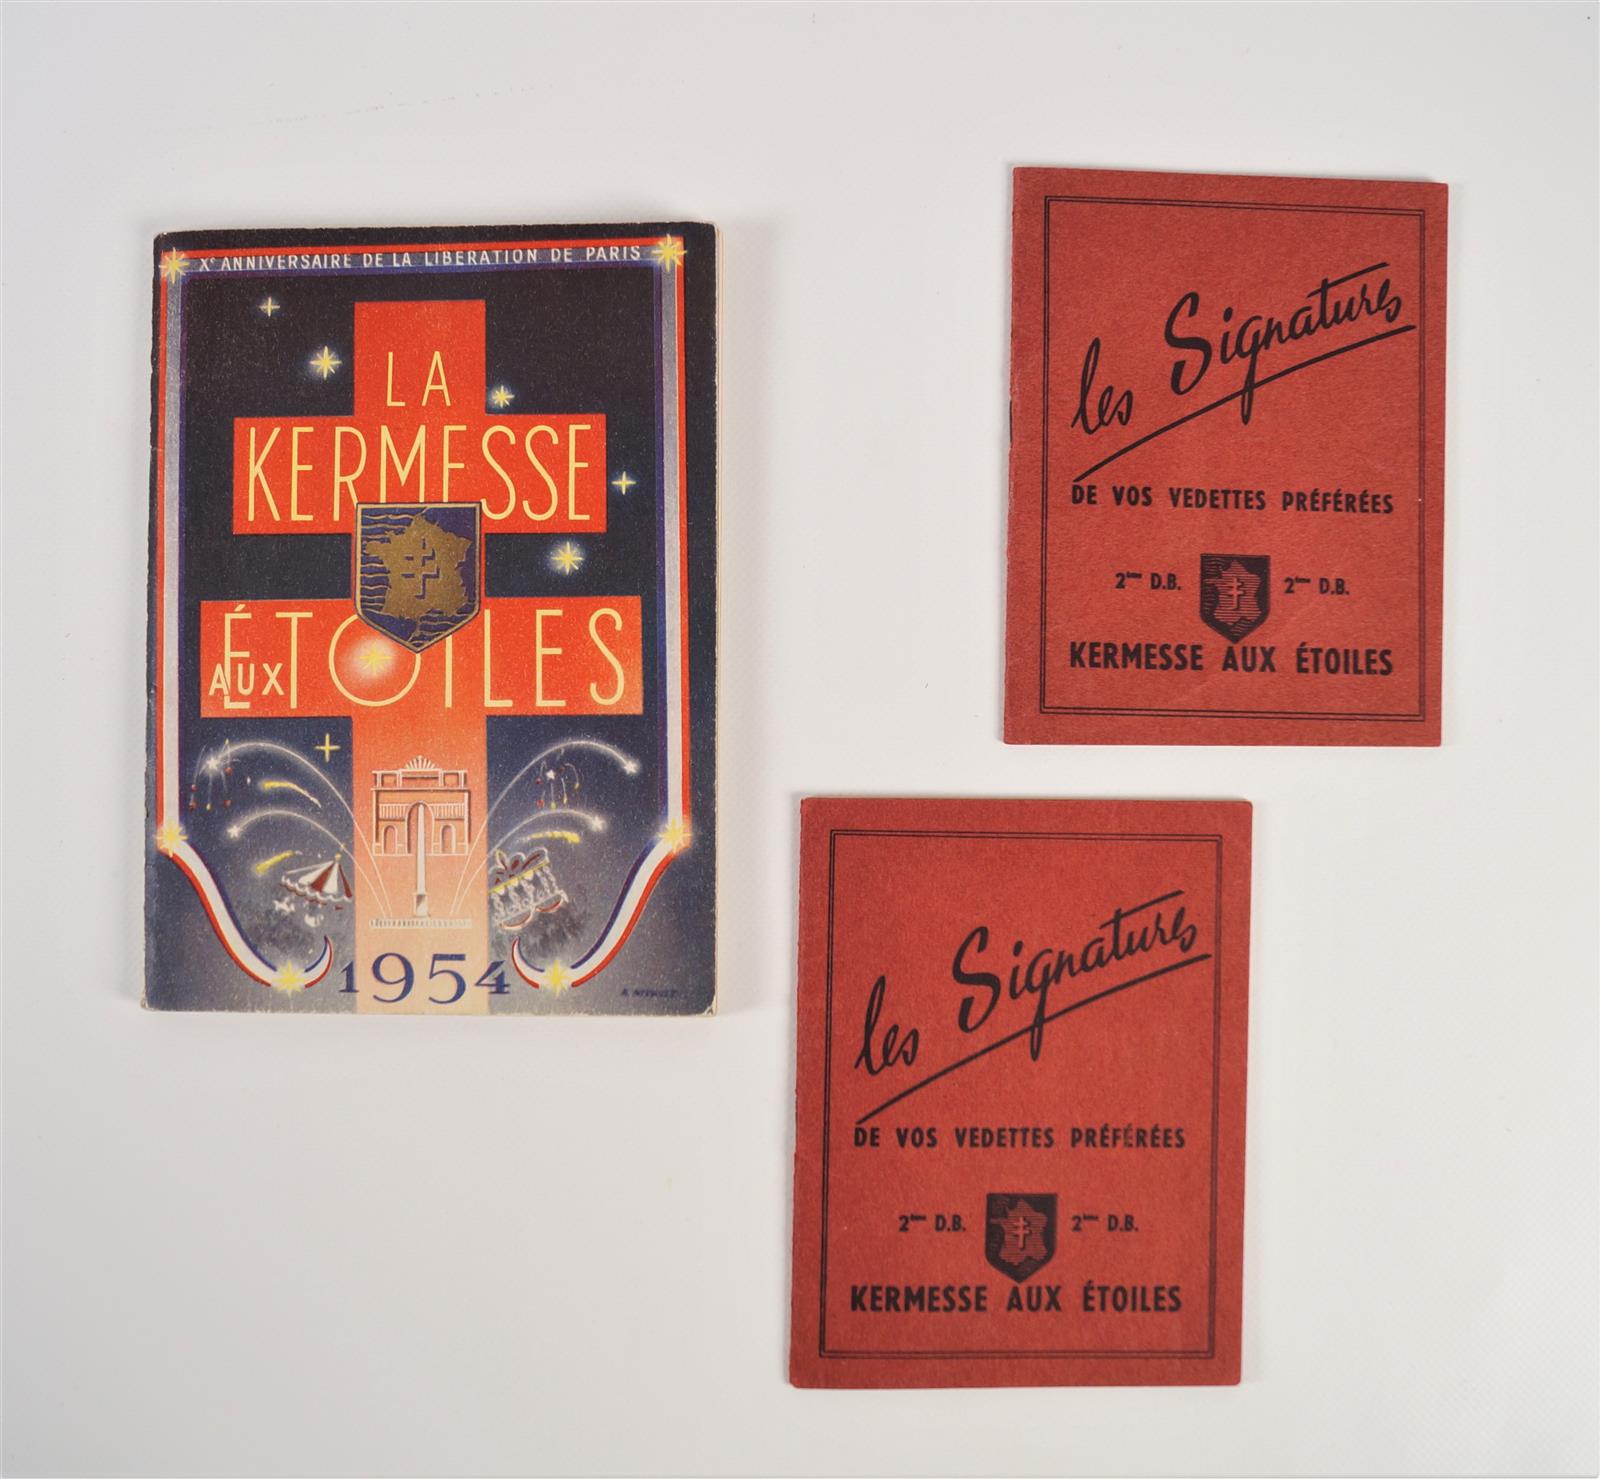 Xᵉ ANNIVERSAIRE DE LA LIBERATION DE PARIS
LA
KERMESSE
AUX ÉTOILES
1954
les Signatures
DE VOS VEDETTES PRÉFÉRÉES
2ème D.B. 2ème D.B.
KERMESSE AUX ÉTOILES
les Signatures
DE VOS VEDETTES PRÉFÉRÉES
2ème D.B. 2ème D.B.
KERMESSE AUX ÉTOILES